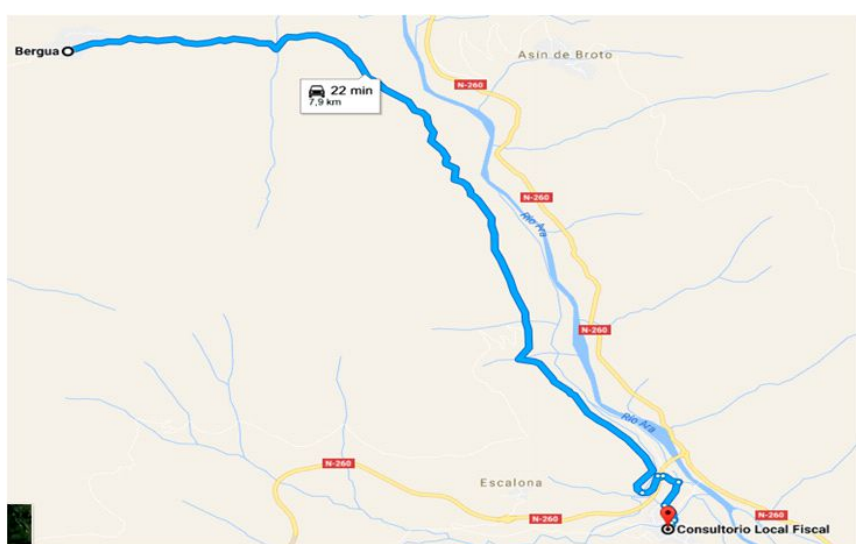 N-260
Bergua
Asín de Broto
22 min
7,9 km
N-260
N-260
Río Ara
N-260
Río Ara
N-260
Escalona
N-260
Consultorio Local Fiscal